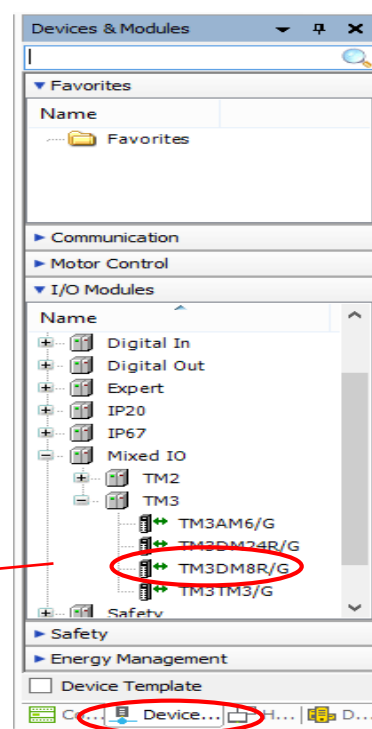 Devices & Modules
Favorites
Name
Favorites
Communication
Motor Control
I/O Modules
Name
Digital In
Digital Out
Expert
IP20
IP67
Mixed IO
TM2
TM3
TM3AM6/G
TM3DM24R/G
TM3DM8R/G
TM3TM3/G
Safety
Safety
Energy Management
Device Template
Co... Device... H... D...